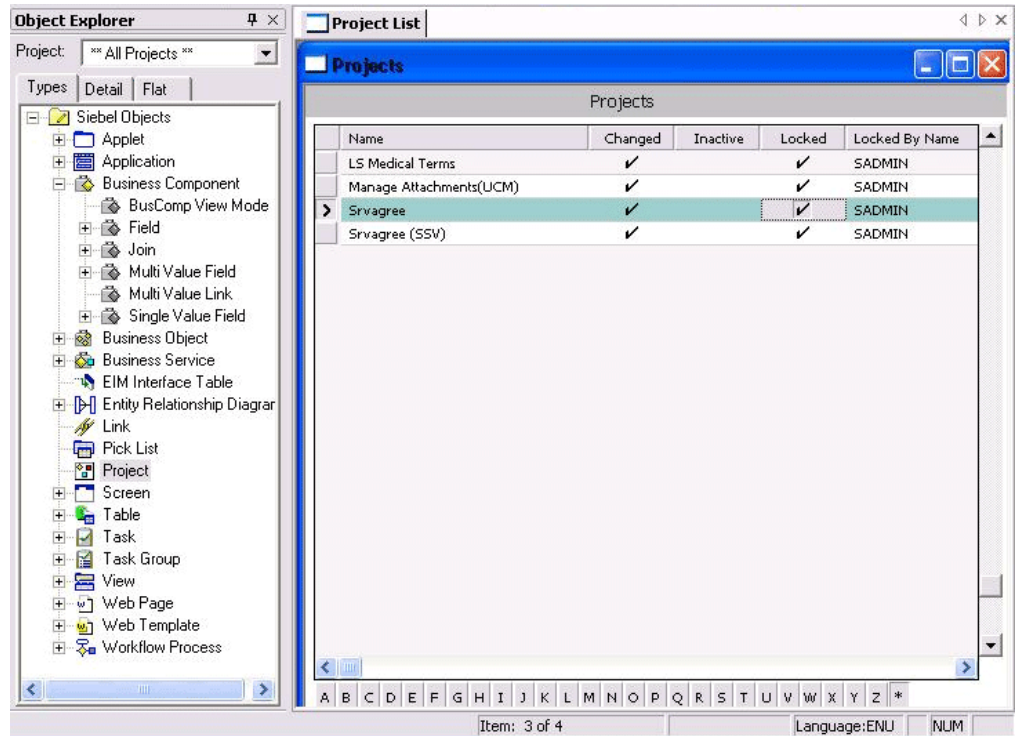 Object Explorer
Project: ** All Projects **
Types Detail Flat
Siebel Objects
Applet
Application
Business Component
BusComp View Mode
Field
Join
Multi Value Field
Multi Value Link
Single Value Field
Business Object
Business Service
EIM Interface Table
Entity Relationship Diagrar
Link
Pick List
Project
Screen
Table
Task
Task Group
View
Web Page
Web Template
Workflow Process
Project List
Projects
Projects
Name Changed Inactive Locked Locked By Name
LS Medical Terms SADMIN
Manage Attachments(UCM) SADMIN
Srvagree SADMIN
Srvagree (SSV) SADMIN
A B C D E F G H I J K L M N O P Q R S T U V W X Y Z *
Item: 3 of 4 Language:ENU NUM